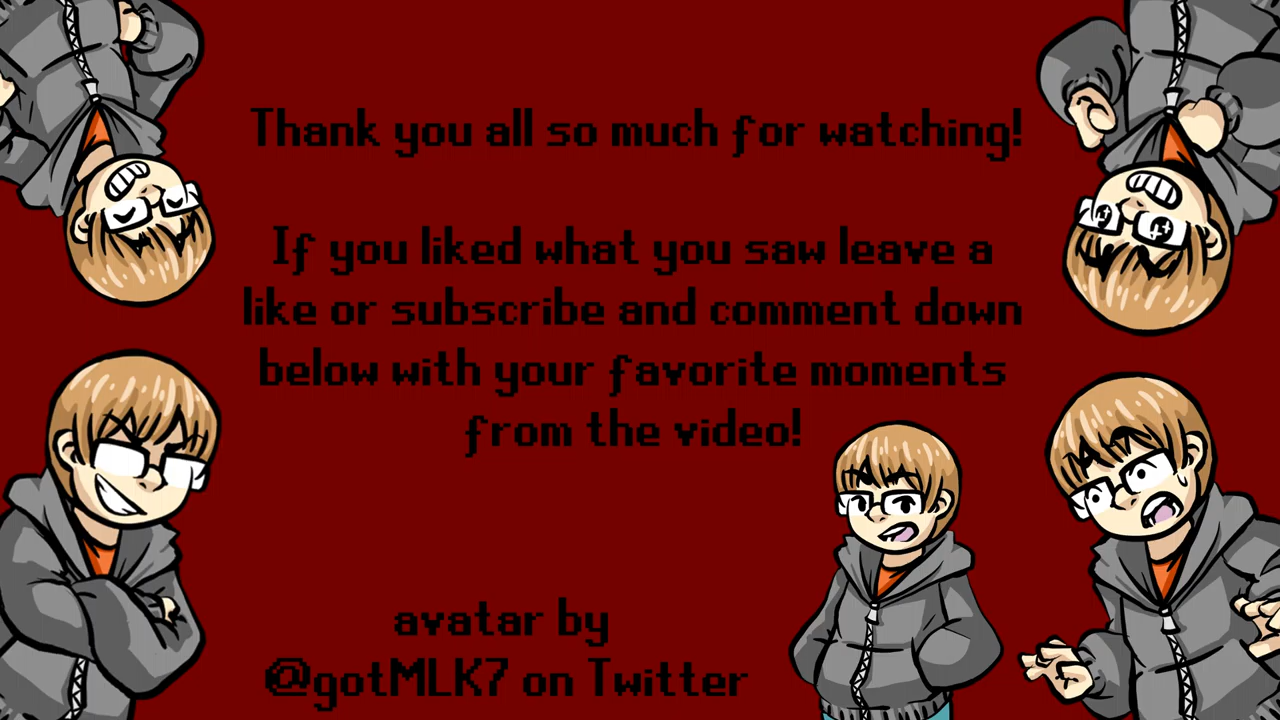 Thank you all so much for watching!
If you liked what you saw leave a
like or subscribe and comment down
below with your favorite moments
from the video!
avatar by
@gotMLK7 on Twitter